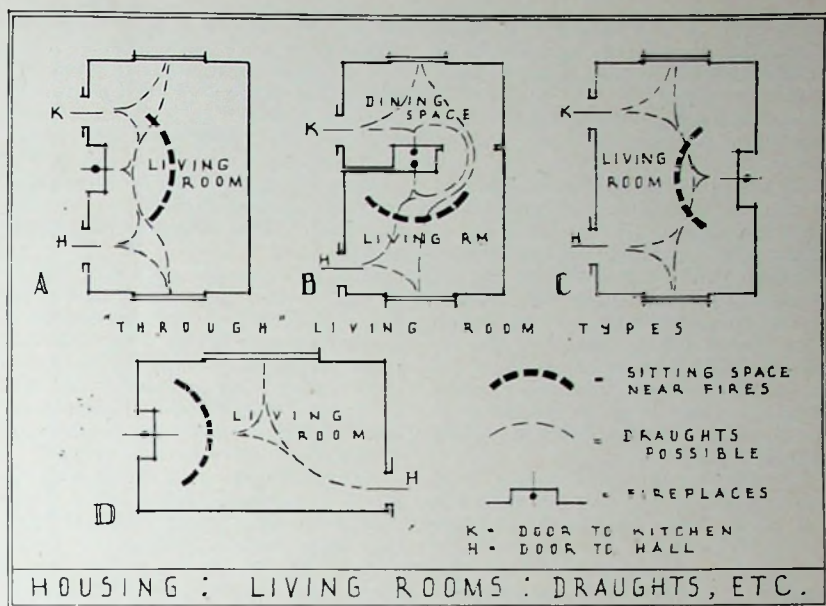 K
LIVING
ROOM
H
A
K
DINING
SPACE
LIVING RM
H
B
K
LIVING
ROOM
H
C
"THROUGH" LIVING ROOM TYPES
LIVING
ROOM
H
D
- SITTING SPACE
NEAR FIRES
= DRAUGHTS
POSSIBLE
= FIREPLACES
K = DOOR TO KITCHEN
H = DOOR TO HALL
HOUSING : LIVING ROOMS : DRAUGHTS, ETC.